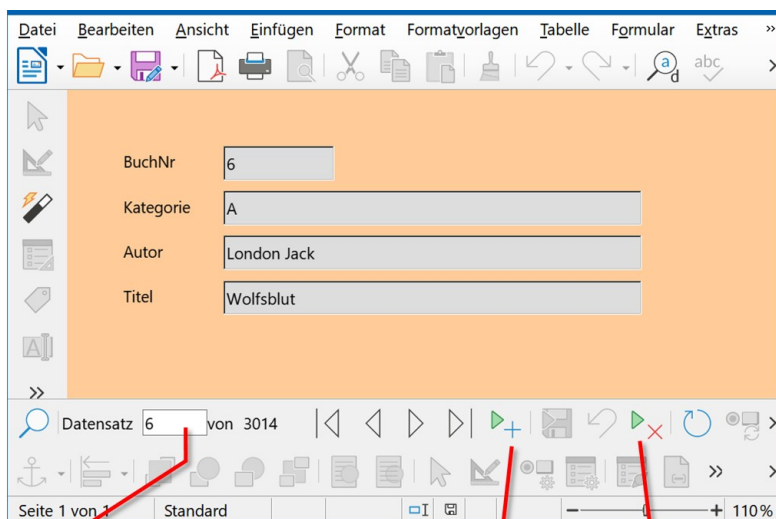 Datei Bearbeiten Ansicht Einfügen Format Formatvorlagen Tabelle Formular Extras »
a
d
abc
BuchNr 6
Kategorie A
Autor London Jack
Titel Wolfsblut
A
»
Datensatz 6 von 3014
»
Seite 1 von 1 Standard 110%